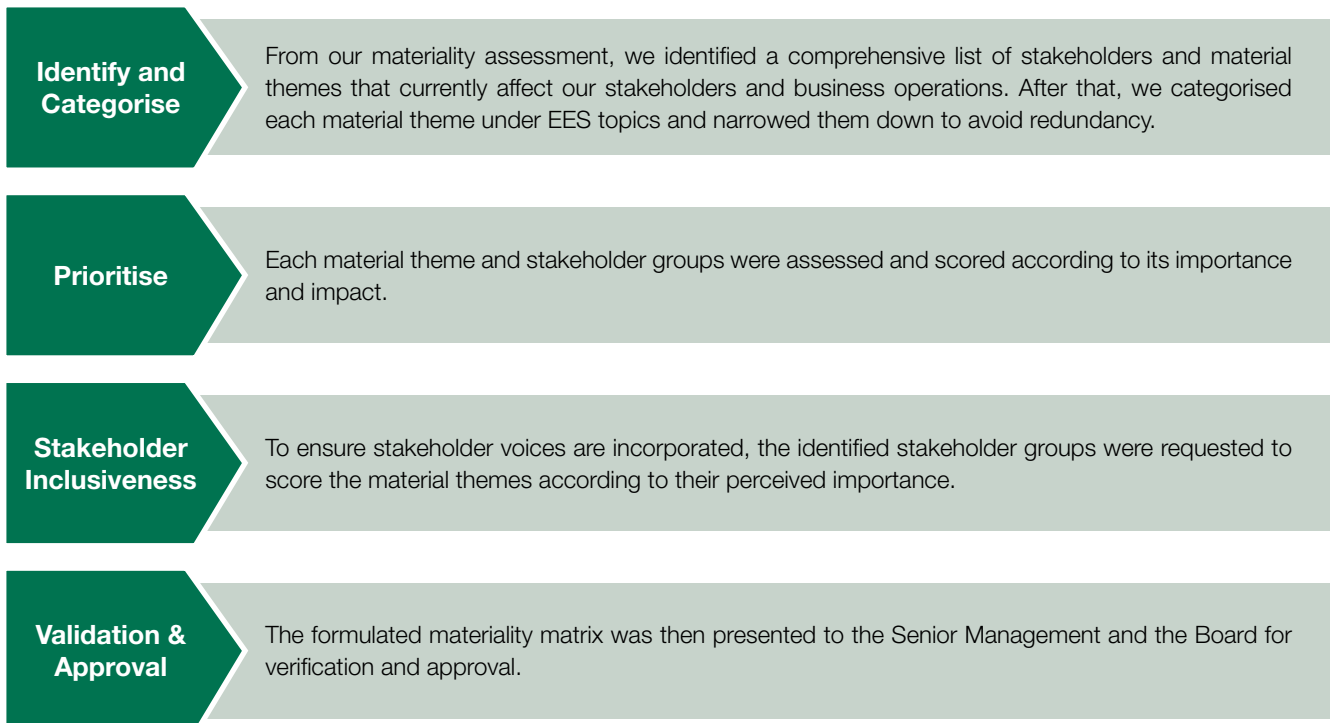 Identify and
Categorise
From our materiality assessment, we identified a comprehensive list of stakeholders and material
themes that currently affect our stakeholders and business operations. After that, we categorised
each material theme under EES topics and narrowed them down to avoid redundancy.
Prioritise
Each material theme and stakeholder groups were assessed and scored according to its importance
and impact.
Stakeholder
Inclusiveness
To ensure stakeholder voices are incorporated, the identified stakeholder groups were requested to
score the material themes according to their perceived importance.
Validation &
Approval
The formulated materiality matrix was then presented to the Senior Management and the Board for
verification and approval.